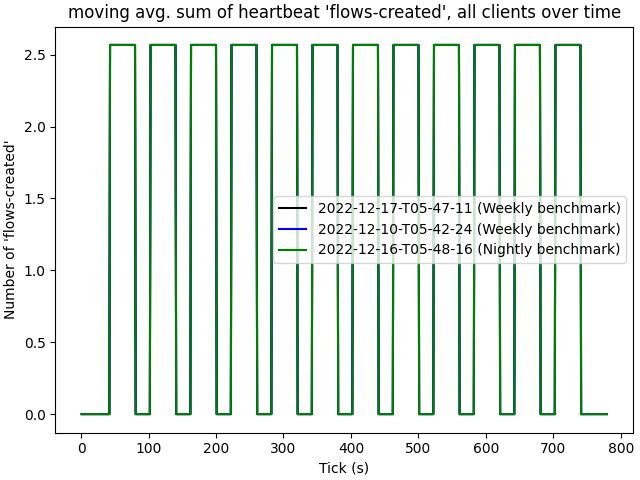 moving avg. sum of heartbeat 'flows-created', all clients over time
Number of 'flows-created'
2.5
2.0
1.5
1.0
0.5
0.0
2022-12-17-T05-47-11 (Weekly benchmark)
2022-12-10-T05-42-24 (Weekly benchmark)
2022-12-16-T05-48-16 (Nightly benchmark)
0 100 200 300 400 500 600 700 800
Tick (s)